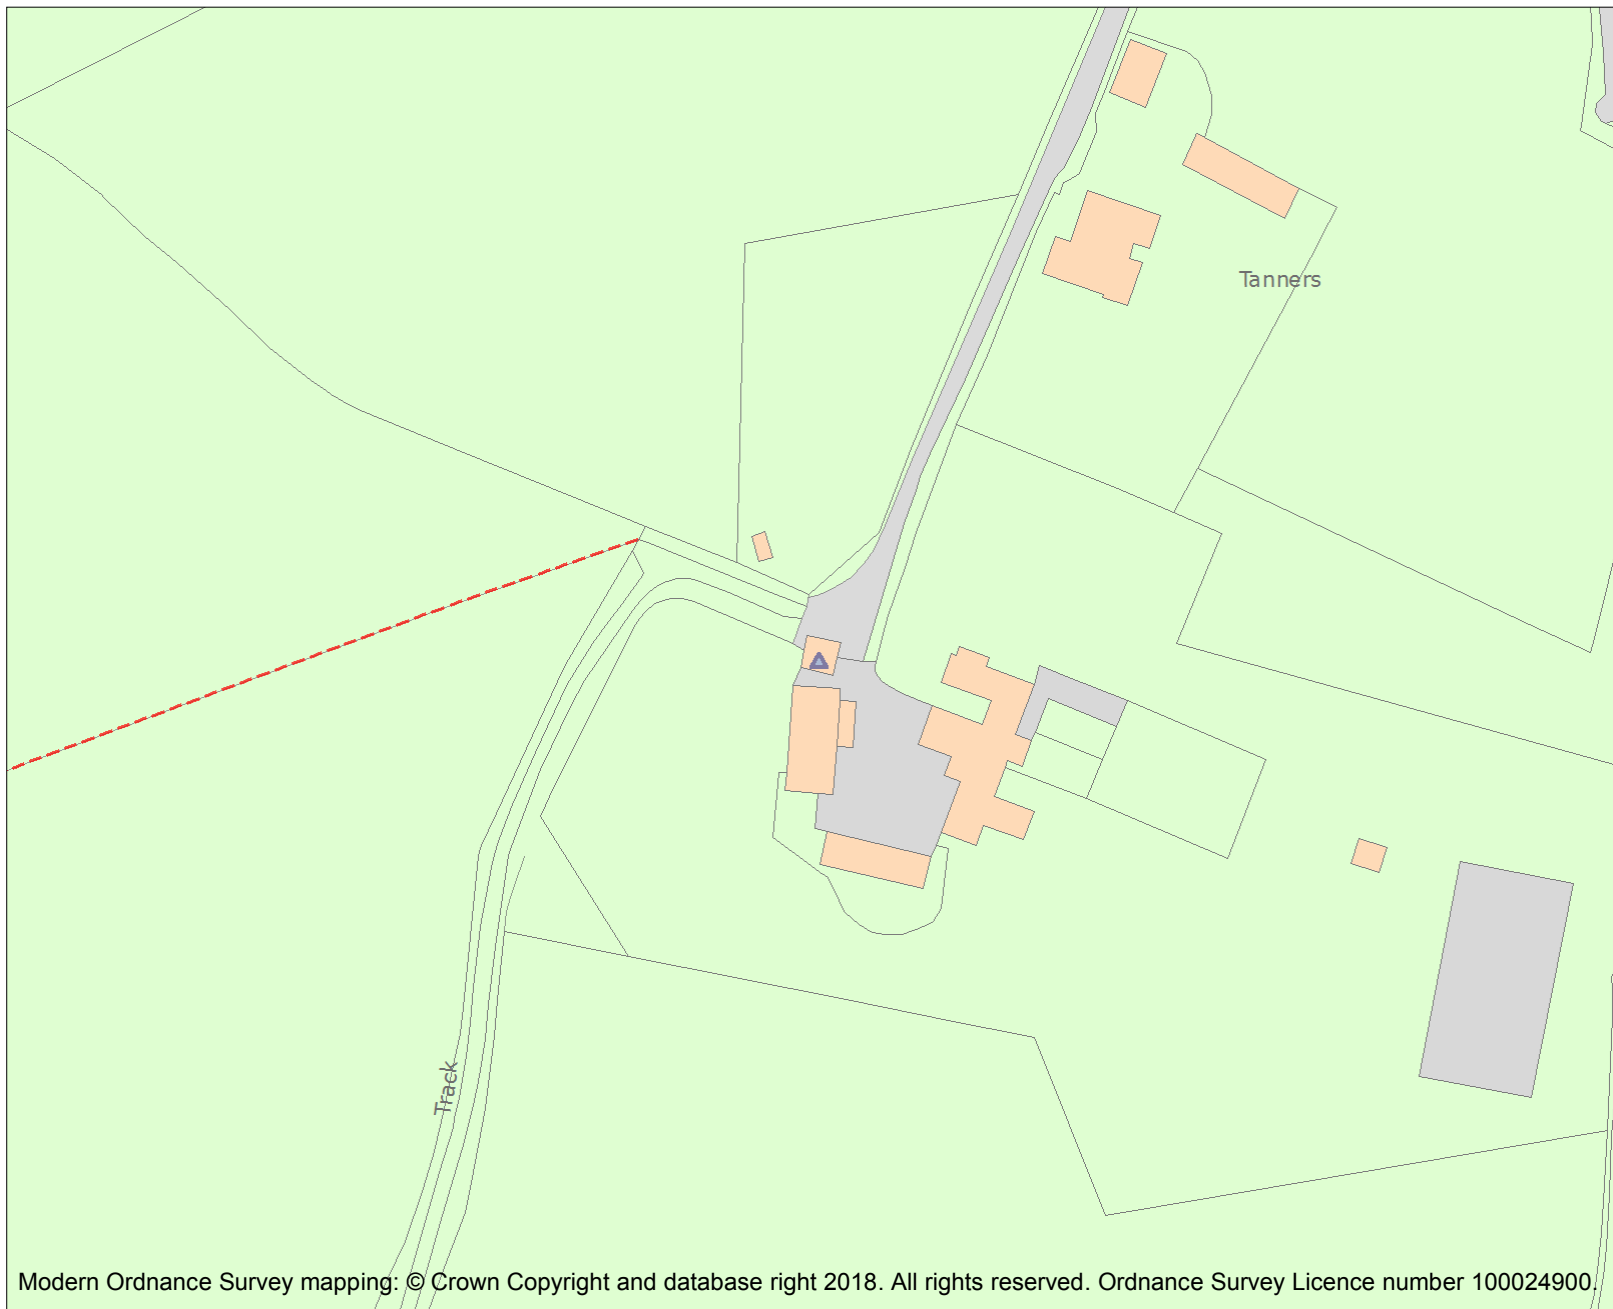 Tanners
Track
Modern Ordnance Survey mapping: © Crown Copyright and database right 2018. All rights reserved. Ordnance Survey Licence number 100024900.